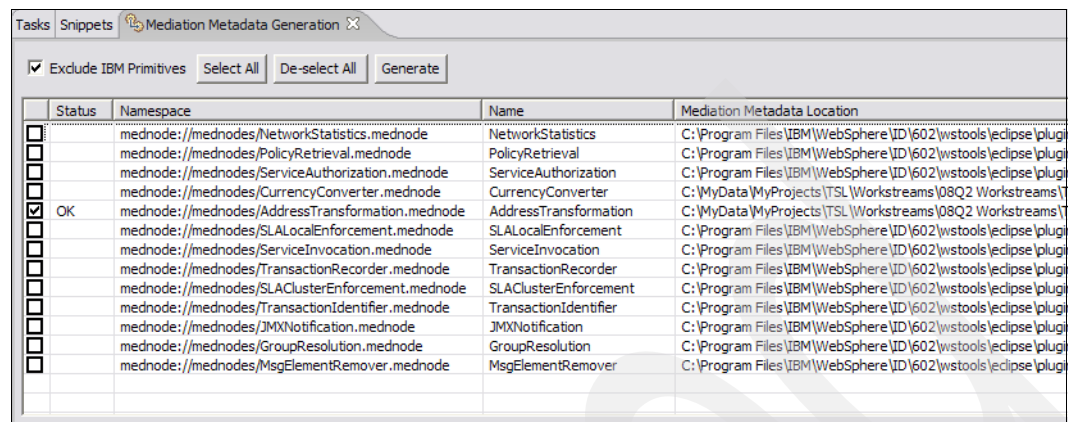 Tasks Snippets Mediation Metadata Generation
Exclude IBM Primitives Select All De-select All Generate
Status Namespace Name Mediation Metadata Location
mednode://mednodes/NetworkStatistics.mednode NetworkStatistics C:\Program Files\IBM\WebSphere\ID\602\wstools\eclipse\plugi
mednode://mednodes/PolicyRetrieval.mednode PolicyRetrieval C:\Program Files\IBM\WebSphere\ID\602\wstools\eclipse\plugi
mednode://mednodes/ServiceAuthorization.mednode ServiceAuthorization C:\Program Files\IBM\WebSphere\ID\602\wstools\eclipse\plugi
mednode://mednodes/CurrencyConverter.mednode CurrencyConverter C:\MyData\MyProjects\TSL\Workstreams\08Q2 Workstreams\T
OK mednode://mednodes/AddressTransformation.mednode AddressTransformation C:\MyData\MyProjects\TSL\Workstreams\08Q2 Workstreams\T
mednode://mednodes/SLALocalEnforcement.mednode SLALocalEnforcement C:\Program Files\IBM\WebSphere\ID\602\wstools\eclipse\plugi
mednode://mednodes/ServiceInvocation.mednode ServiceInvocation C:\Program Files\IBM\WebSphere\ID\602\wstools\eclipse\plugi
mednode://mednodes/TransactionRecorder.mednode TransactionRecorder C:\Program Files\IBM\WebSphere\ID\602\wstools\eclipse\plugi
mednode://mednodes/SLAClusterEnforcement.mednode SLAClusterEnforcement C:\Program Files\IBM\WebSphere\ID\602\wstools\eclipse\plugi
mednode://mednodes/TransactionIdentifier.mednode TransactionIdentifier C:\Program Files\IBM\WebSphere\ID\602\wstools\eclipse\plugi
mednode://mednodes/JMXNotification.mednode JMXNotification C:\Program Files\IBM\WebSphere\ID\602\wstools\eclipse\plugi
mednode://mednodes/GroupResolution.mednode GroupResolution C:\Program Files\IBM\WebSphere\ID\602\wstools\eclipse\plugi
mednode://mednodes/MsgElementRemover.mednode MsgElementRemover C:\Program Files\IBM\WebSphere\ID\602\wstools\eclipse\plugi